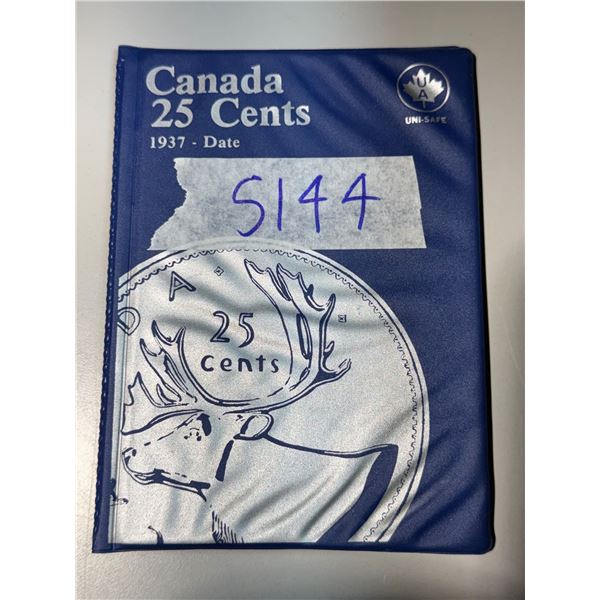 Canada
25 Cents
1937 - Date
U
A
UNI-SAFE
S144
D A
25
cents